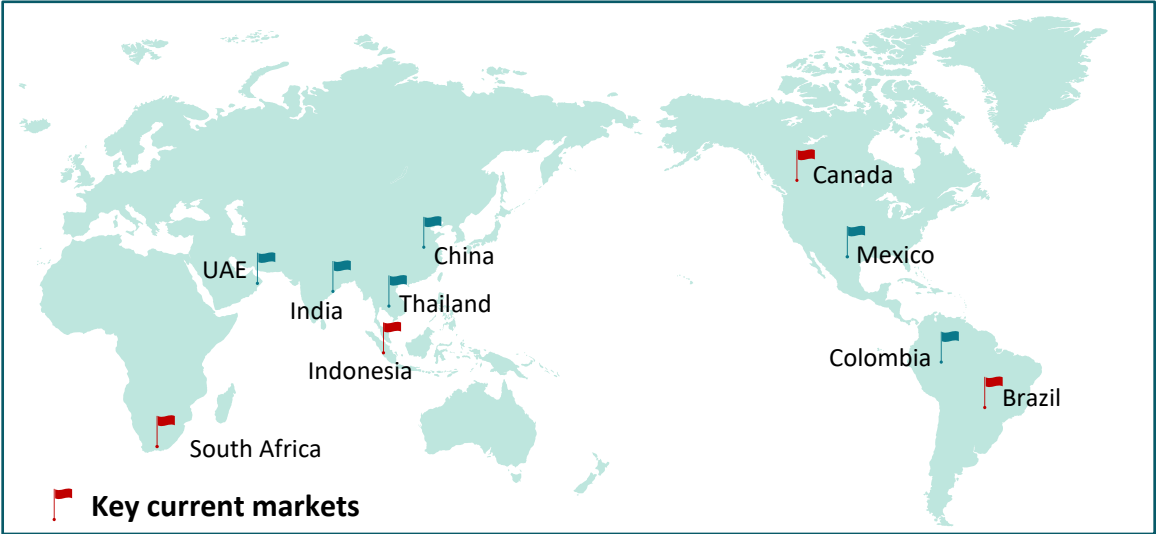 Canada
China
Mexico
UAE
India
Thailand
Colombia
Indonesia
Brazil
South Africa
Key current markets